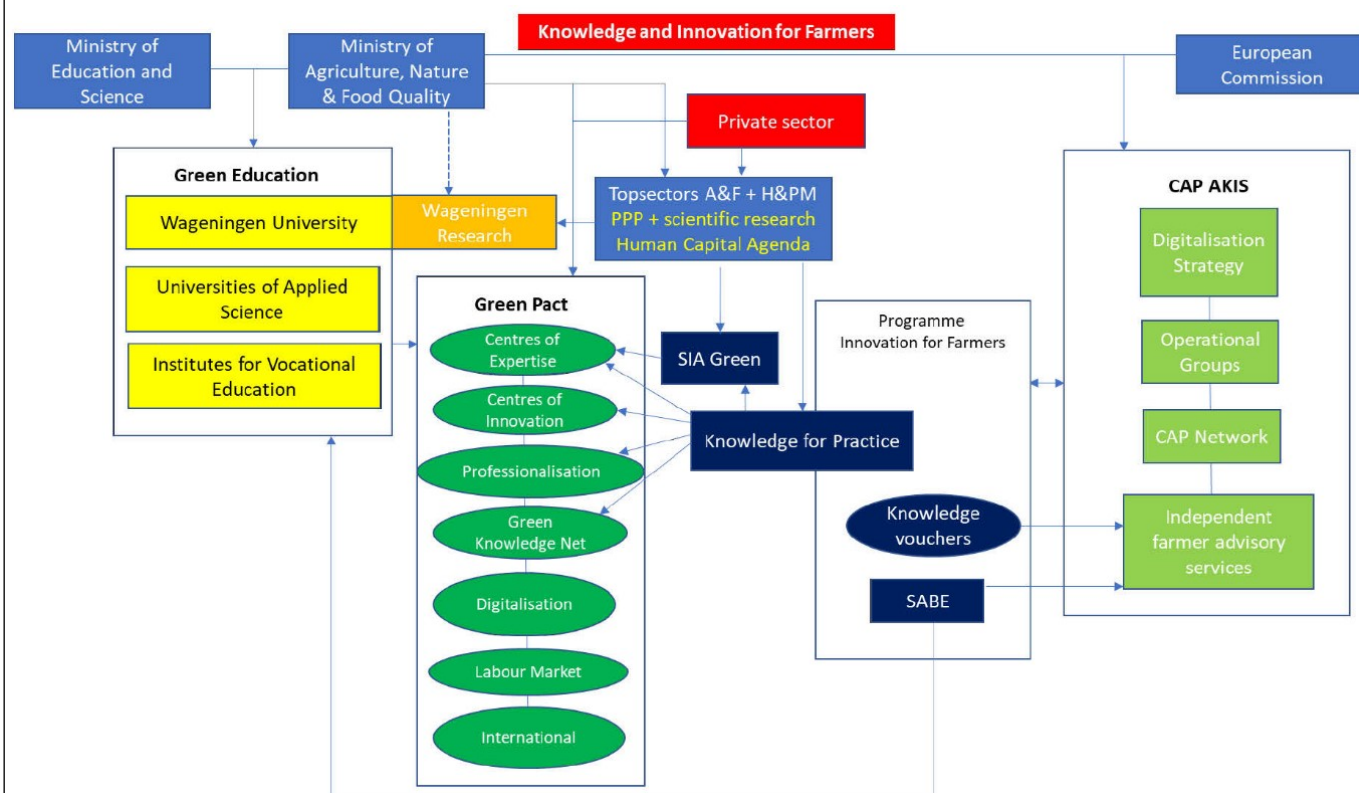 Knowledge and Innovation for Farmers
Ministry of
Education and
Science
Ministry of
Agriculture, Nature
& Food Quality
European
Commission
Private sector
Green Education
Wageningen University
Wageningen
Research
Universities of Applied
Science
Institutes for Vocational
Education
Topsectors A&F + H&PM
PPP + scientific research
Human Capital Agenda
Green Pact
Centres of
Expertise
Centres of
Innovation
Professionalisation
Green
Knowledge Net
Digitalisation
Labour Market
International
SIA Green
Knowledge for Practice
Programme
Innovation for Farmers
Knowledge
vouchers
SABE
CAP AKIS
Digitalisation
Strategy
Operational
Groups
CAP Network
Independent
farmer advisory
services